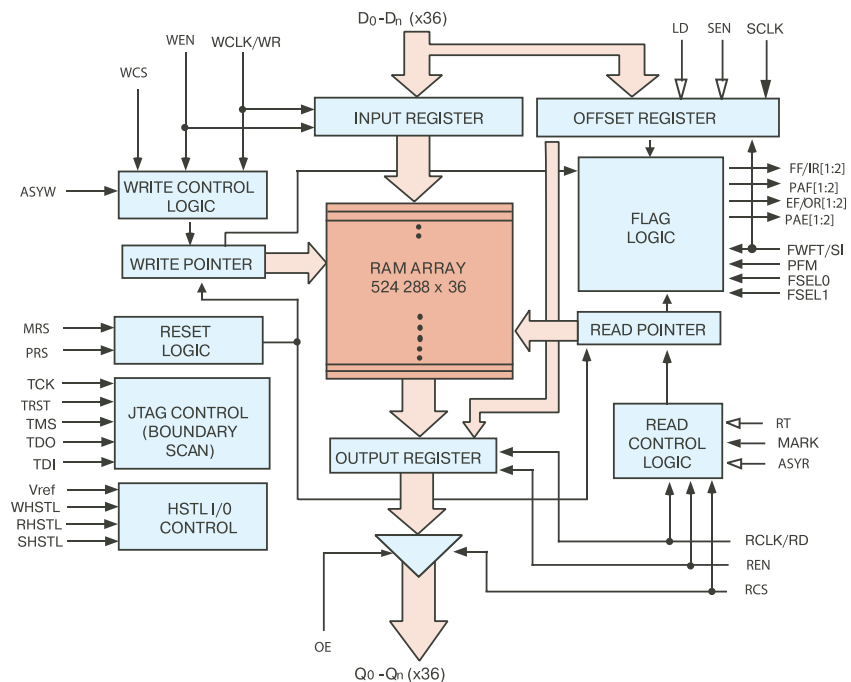 D0-Dn (x36)
LD
SEN
SCLK
WEN
WCLK/WR
WCS
INPUT REGISTER
OFFSET REGISTER
ASYW
WRITE CONTROL
LOGIC
FLAG
LOGIC
FF/IR[1:2]
PAF[1:2]
EF/OR[1:2]
PAE[1:2]
WRITE POINTER
RAM ARRAY
524 288 x 36
FWFT/SI
PFM
FSEL0
FSEL1
MRS
PRS
RESET
LOGIC
READ POINTER
TCK
TRST
TMS
TDO
TDI
JTAG CONTROL
(BOUNDARY
SCAN)
READ
CONTROL
LOGIC
RT
MARK
ASYR
OUTPUT REGISTER
Vref
WHSTL
RHSTL
SHSTL
HSTL I/0
CONTROL
RCLK/RD
REN
RCS
OE
Q0-Qn (x36)